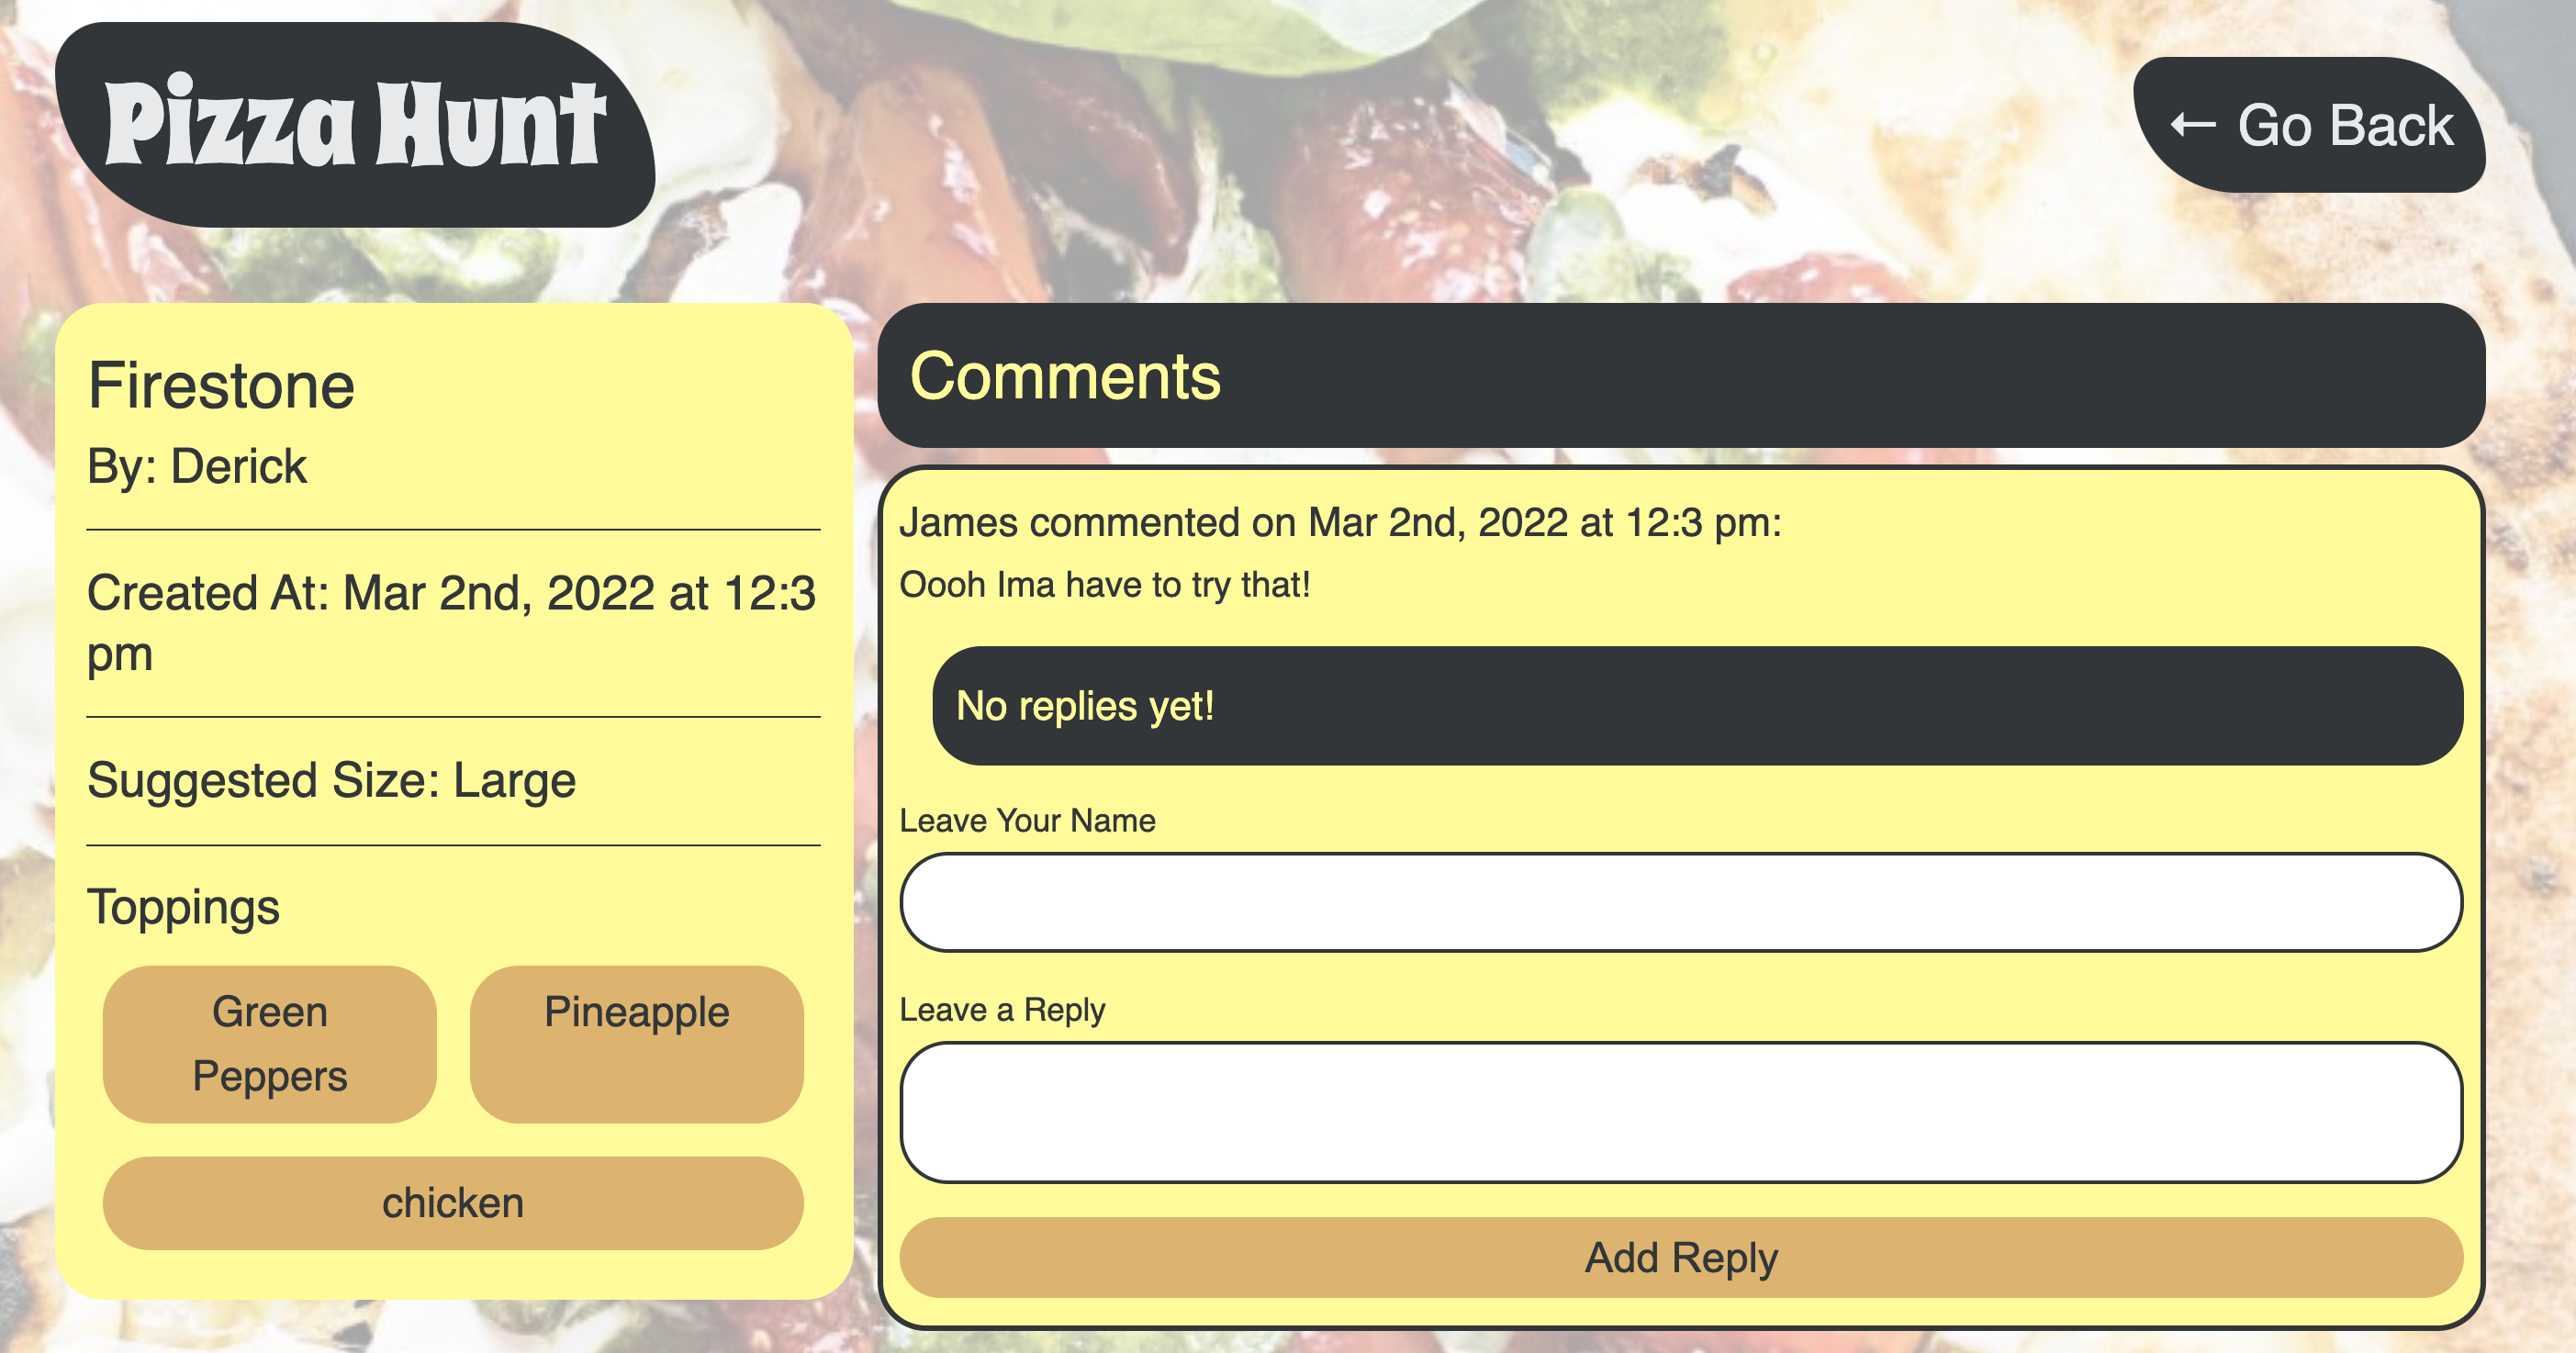 Pizza Hunt
← Go Back
Firestone
By: Derick
Created At: Mar 2nd, 2022 at 12:3
pm
Suggested Size: Large
Toppings
Green
Peppers
Pineapple
chicken
Comments
James commented on Mar 2nd, 2022 at 12:3 pm:
Oooh Ima have to try that!
No replies yet!
Leave Your Name
Leave a Reply
Add Reply